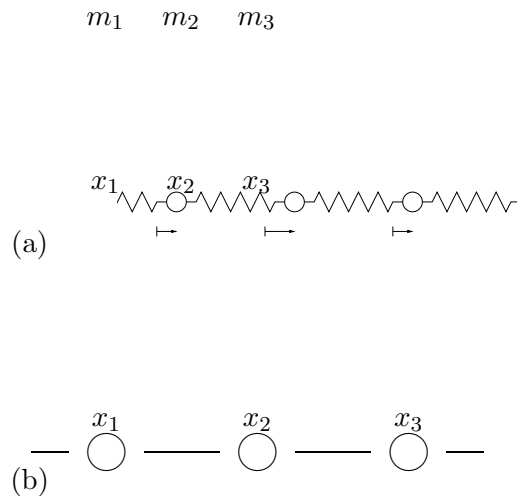 m₁ m₂ m₃
x₁ x₂ x₃
(a)
x₁ x₂ x₃
(b)